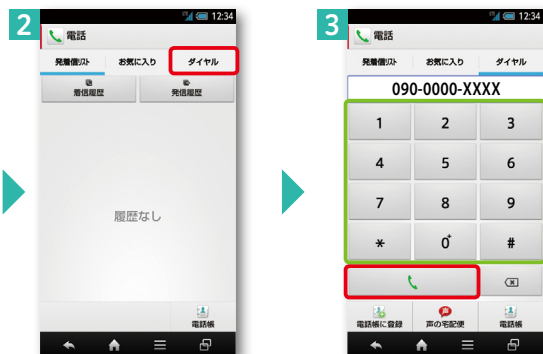 2
12:34
電話
発着信リスト お気に入り ダイヤル
着信履歴 発信履歴
履歴なし
電話帳
3
12:34
電話
発着信リスト お気に入り ダイヤル
090-0000-XXXX
1 2 3
4 5 6
7 8 9
* 0+ #
電話帳に登録 声の宅配便 電話帳